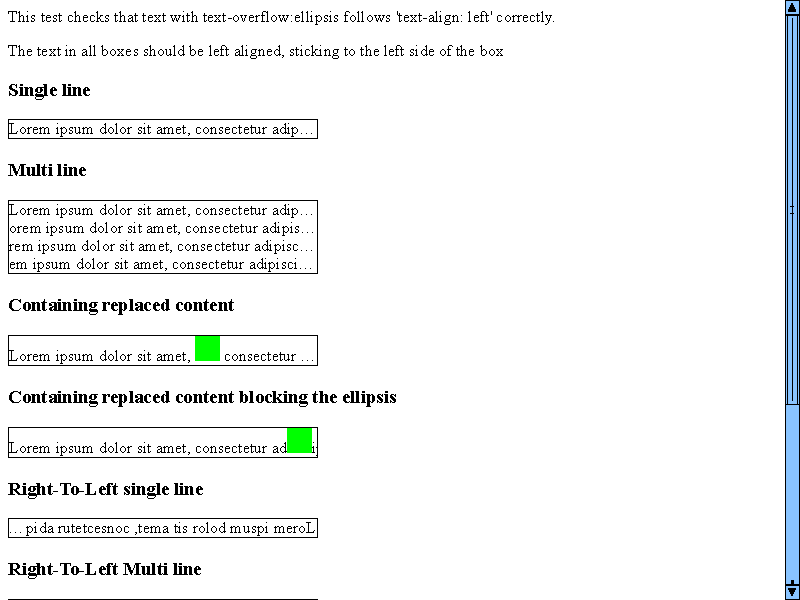 This test checks that text with text-overflow:ellipsis follows 'text-align: left' correctly.
The text in all boxes should be left aligned, sticking to the left side of the box
Single line
Lorem ipsum dolor sit amet, consectetur adip...
Multi line
Lorem ipsum dolor sit amet, consectetur adip...
orem ipsum dolor sit amet, consectetur adipis...
rem ipsum dolor sit amet, consectetur adipisc...
em ipsum dolor sit amet, consectetur adipisci...
Containing replaced content
Lorem ipsum dolor sit amet, consectetur ...
Containing replaced content blocking the ellipsis
Lorem ipsum dolor sit amet, consectetur ad
Right-To-Left single line
... pida rutetcesnoc ,tema tis rolod muspi meroL
Right-To-Left Multi line